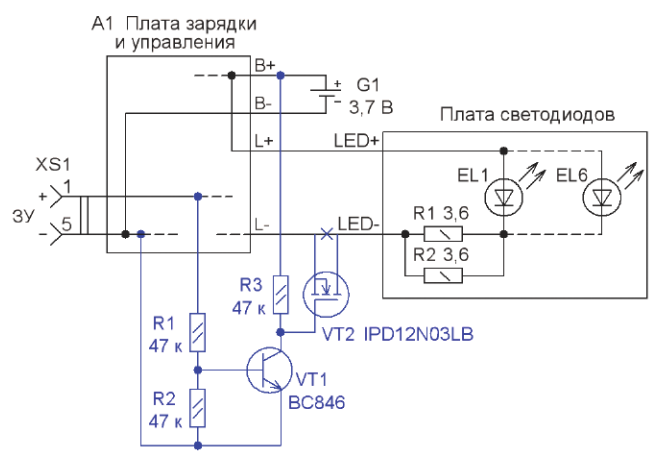 А1 Плата зарядки
и управления
B+
B-
L+
L-
+
-
G1
3,7 В
Плата светодиодов
LED+
LED-
XS1
+ 1
ЗУ
- 5
EL1
EL6
R1 3,6
R2 3,6
R3
47 к
R1
47 к
R2
47 к
VT2 IPD12N03LB
VT1
BC846